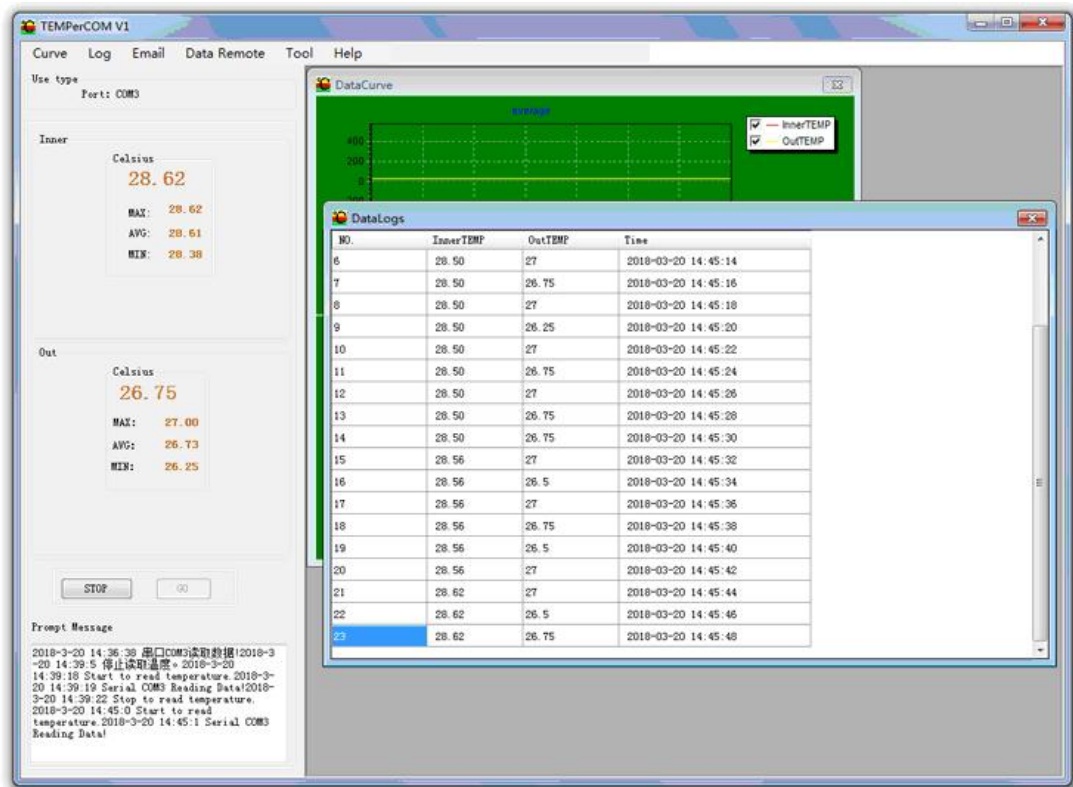 TEMPerCOM V1
Curve Log Email Data Remote Tool Help
Use type
Port: COM3
Inner
Celsius
28.62
MAX: 28.62
AVG: 28.61
MIN: 28.38
Out
Celsius
26.75
MAX: 27.00
AVG: 26.73
MIN: 26.25
STOP GO
Prompt Message
2018-3-20 14:36:38 串口COM3读取数据!2018-3
-20 14:39:5 停止读取温度。2018-3-20
14:39:18 Start to read temperature.2018-3-
20 14:39:19 Serial COM3 Reading Data!2018-
3-20 14:39:22 Stop to read temperature.
2018-3-20 14:45:0 Start to read
temperature.2018-3-20 14:45:1 Serial COM3
Reading Data!
DataCurve
average
400
200
0
InnerTEMP
OutTEMP
DataLogs
NO. InnerTEMP OutTEMP Time
6 28.50 27 2018-03-20 14:45:14
7 28.50 26.75 2018-03-20 14:45:16
8 28.50 27 2018-03-20 14:45:18
9 28.50 26.25 2018-03-20 14:45:20
10 28.50 27 2018-03-20 14:45:22
11 28.50 26.75 2018-03-20 14:45:24
12 28.50 27 2018-03-20 14:45:26
13 28.50 26.75 2018-03-20 14:45:28
14 28.50 26.75 2018-03-20 14:45:30
15 28.56 27 2018-03-20 14:45:32
16 28.56 26.5 2018-03-20 14:45:34
17 28.56 27 2018-03-20 14:45:36
18 28.56 26.75 2018-03-20 14:45:38
19 28.56 26.5 2018-03-20 14:45:40
20 28.56 27 2018-03-20 14:45:42
21 28.62 27 2018-03-20 14:45:44
22 28.62 26.5 2018-03-20 14:45:46
23 28.62 26.75 2018-03-20 14:45:48